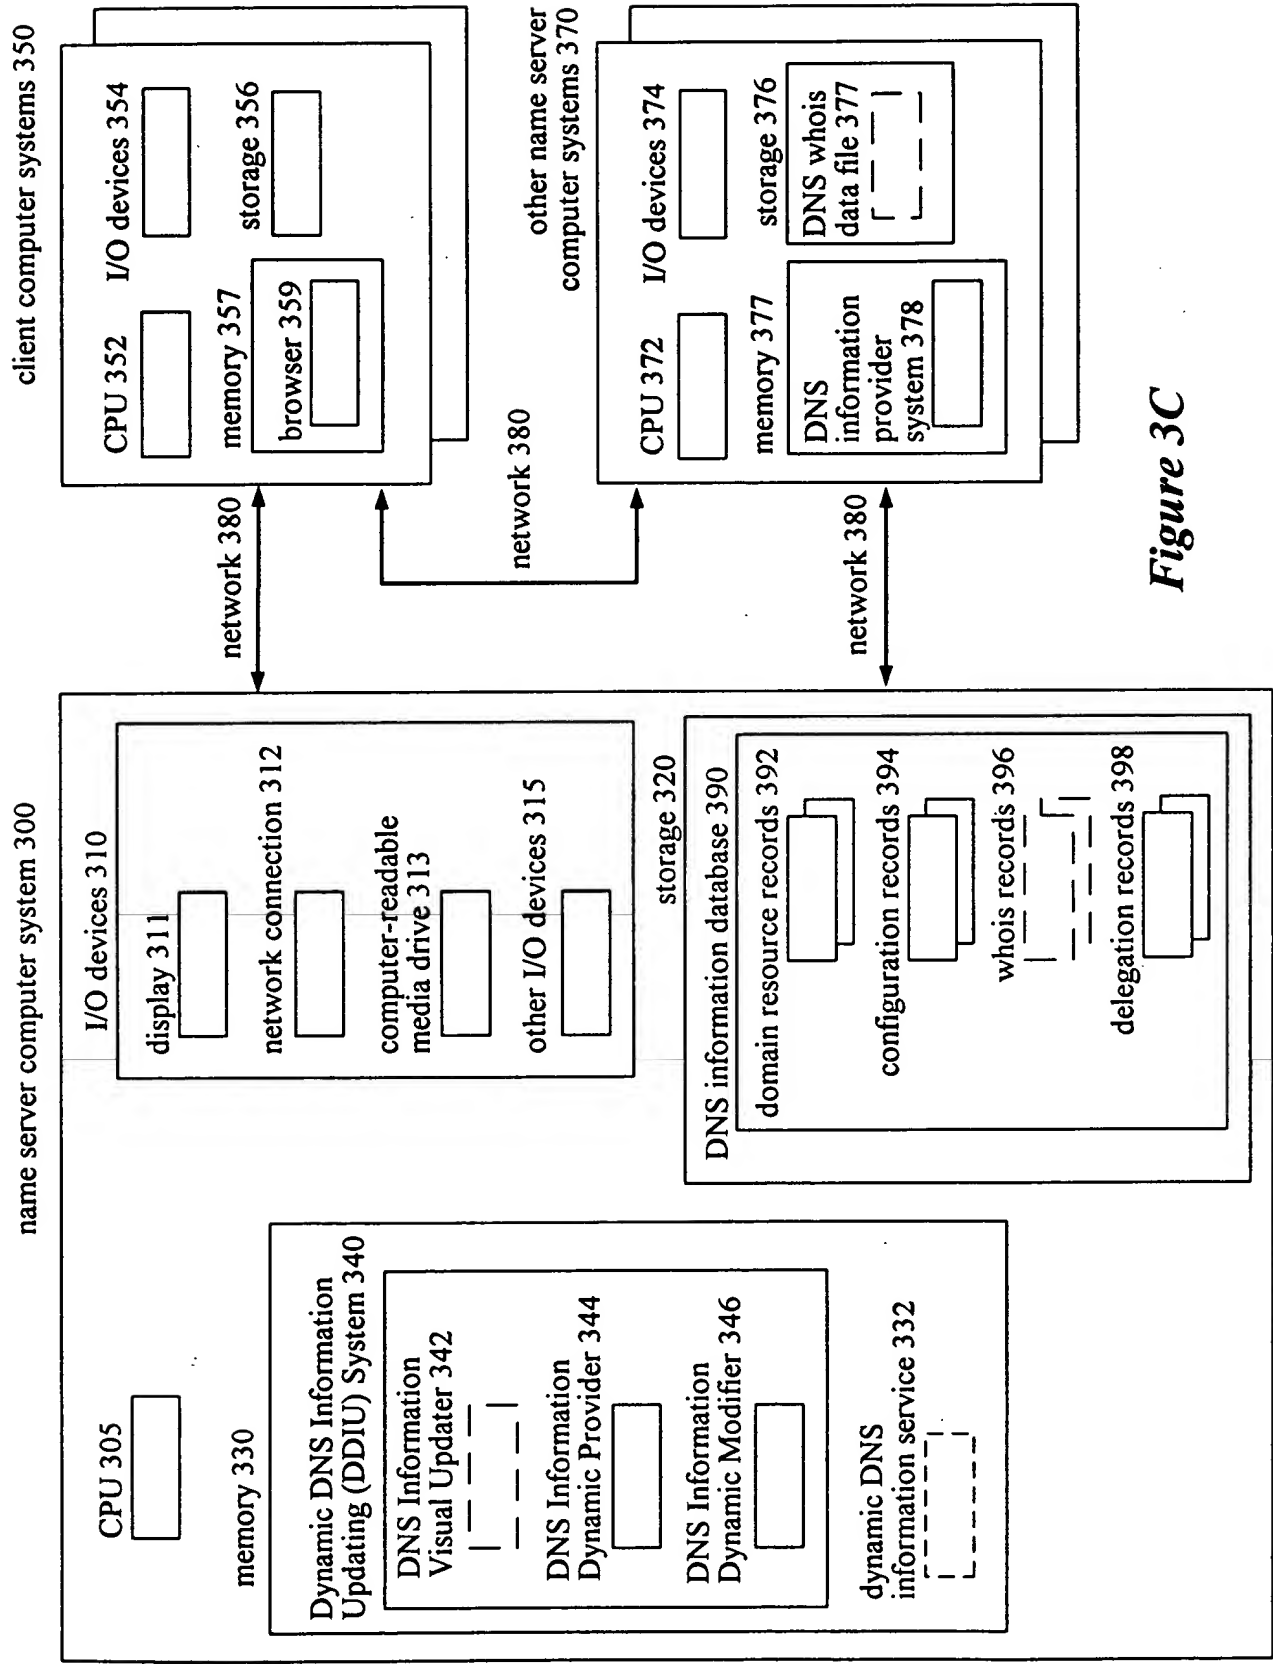 name server computer system 300
CPU 305
memory 330
Dynamic DNS Information
Updating (DDIU) System 340
DNS Information
Visual Updater 342
DNS Information
Dynamic Provider 344
DNS Information
Dynamic Modifier 346
dynamic DNS
information service 332
I/O devices 310
display 311
network connection 312
computer-readable
media drive 313
other I/O devices 315
storage 320
DNS information database 390
domain resource records 392
configuration records 394
whois records 396
delegation records 398
network 380
network 380
network 380
client computer systems 350
CPU 352
I/O devices 354
memory 357
storage 356
browser 359
other name server
computer systems 370
CPU 372
I/O devices 374
memory 377
storage 376
DNS
information
provider
system 378
DNS whois
data file 377
Figure 3C